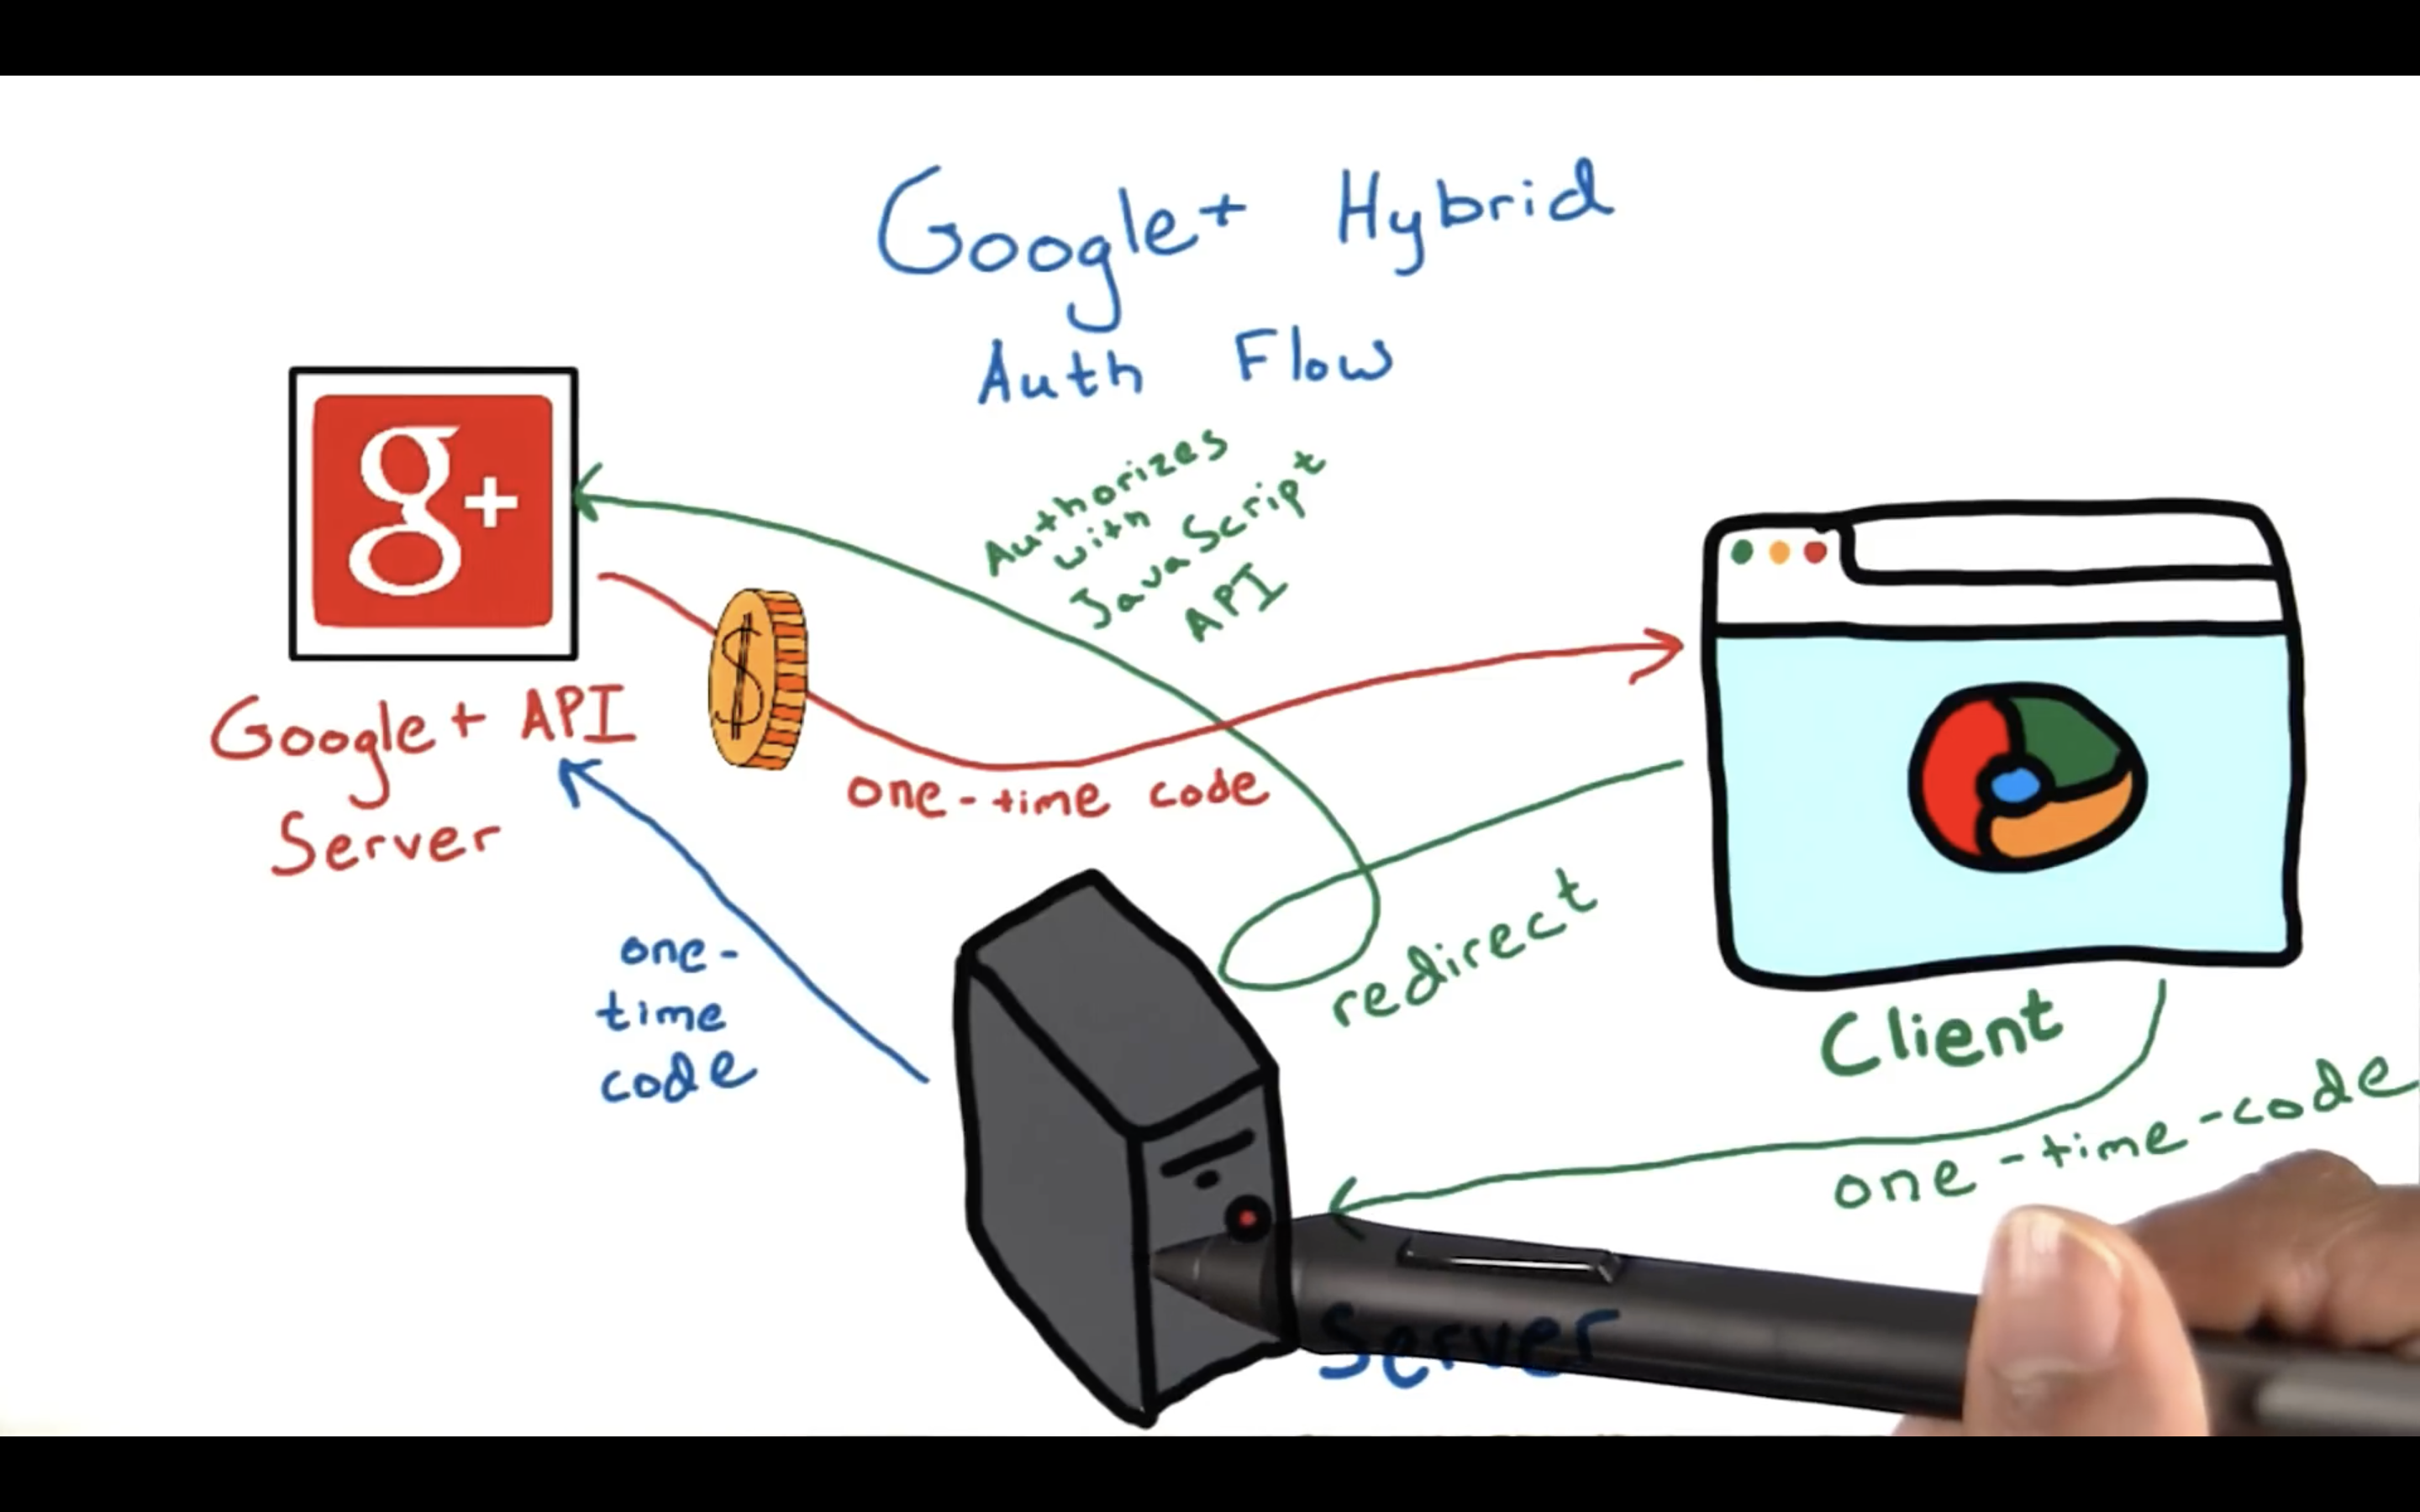 Google+ Hybrid
Auth Flow
g+
Authorizes
with
JavaScript
API
Google+ API
Server
$
one-time code
redirect
one-
time
code
Client
one-time-code
Server